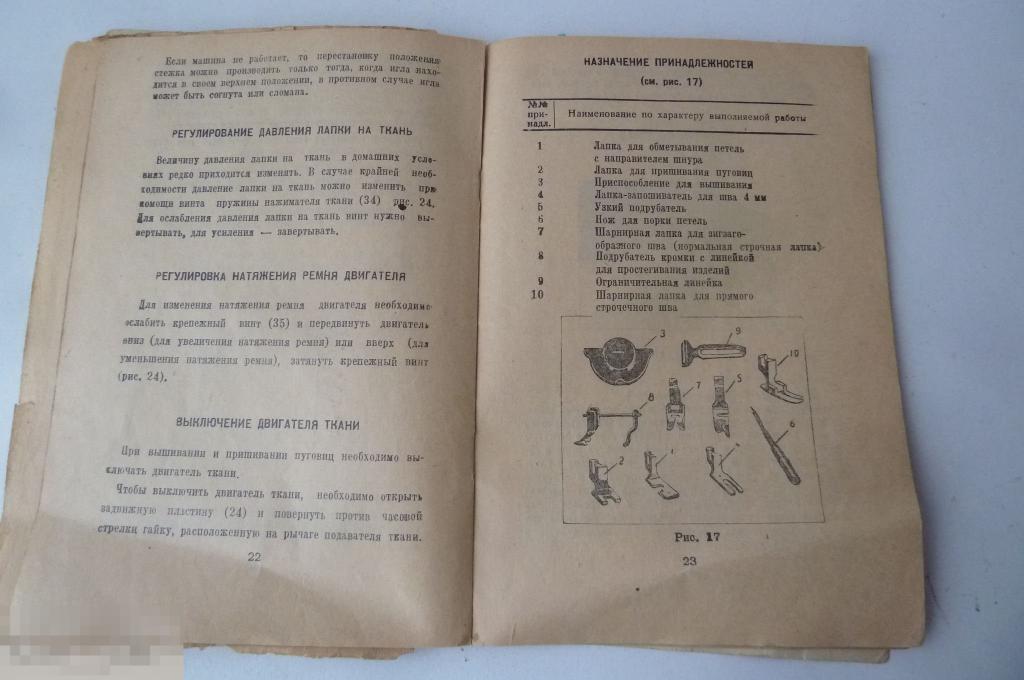 Если машина не работает, то перестановку положения
стежка можно производить только тогда, когда игла нахо-
дится в своем верхнем положении, в противном случае игла
может быть согнута или сломана.
РЕГУЛИРОВАНИЕ ДАВЛЕНИЯ ЛАПКИ НА ТКАНЬ
Величину давления лапки на ткань в домашних усло-
виях редко приходится изменять. В случае крайней необ-
ходимости давление лапки на ткань можно изменить при
помощи винта пружины нажимателя ткани (34) рис. 24.
Для ослабления давления лапки на ткань винт нужно вы-
вертывать, для усиления — завертывать.
РЕГУЛИРОВКА НАТЯЖЕНИЯ РЕМНЯ ДВИГАТЕЛЯ
Для изменения натяжения ремня двигателя необходимо
ослабить крепежный винт (35) и передвинуть двигатель
вниз (для увеличения натяжения ремня) или вверх (для
уменьшения натяжения ремня), затянуть крепежный винт
(рис. 24).
ВЫКЛЮЧЕНИЕ ДВИГАТЕЛЯ ТКАНИ
При вышивании и пришивании пуговиц необходимо вы-
ключать двигатель ткани.
Чтобы выключить двигатель ткани, необходимо открыть
задвижную пластину (24) и повернуть против часовой
стрелки гайку, расположенную на рычаге подавателя ткани.
22
НАЗНАЧЕНИЕ ПРИНАДЛЕЖНОСТЕЙ
(см. рис. 17)
№№
при-
надл.
Наименование по характеру выполняемой работы
1 Лапка для обметывания петель
с направителем шнура
2 Лапка для пришивания пуговиц
3 Приспособление для вышивания
4 Лапка-запошиватель для шва 4 мм
5 Узкий подрубатель
6 Нож для порки петель
7 Шарнирная лапка для зигзаго-
образного шва (нормальная строчная лапка)
8 Подрубатель кромки с линейкой
для простегивания изделий
9 Ограничительная линейка
10 Шарнирная лапка для прямого
строчечного шва
3
9
10
8
7
5
6
2
1
4
Рис. 17
23